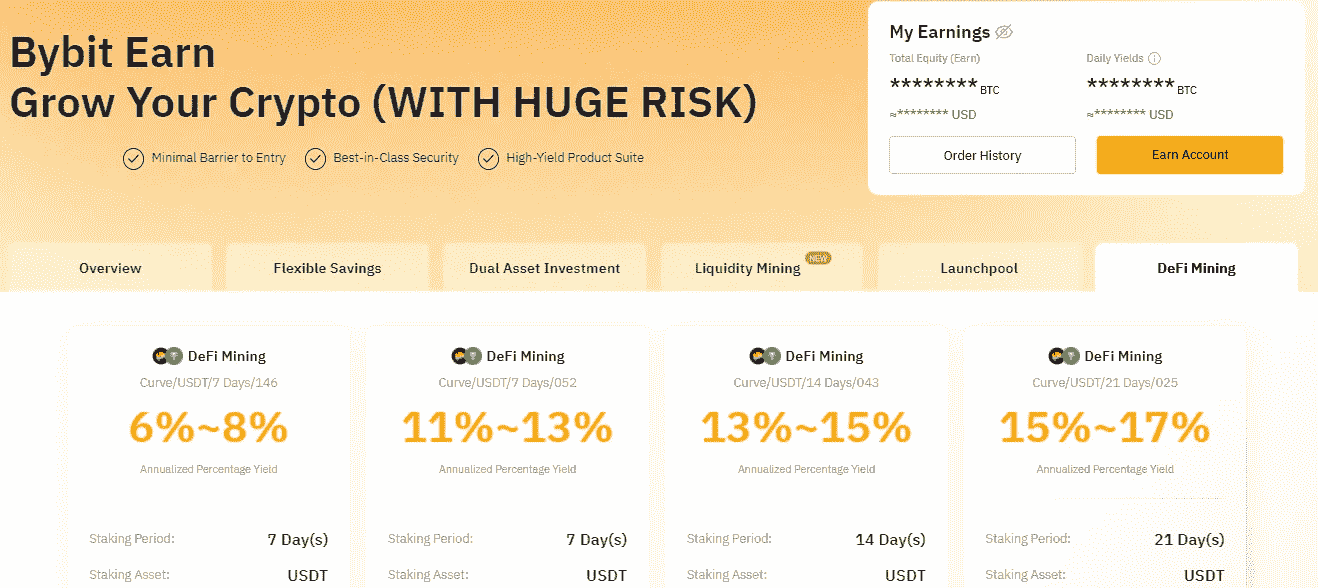 Bybit Earn
Grow Your Crypto (WITH HUGE RISK)
Minimal Barrier to Entry Best-in-Class Security High-Yield Product Suite
My Earnings
Total Equity (Earn) Daily Yields
******** BTC ******** BTC
≈******** USD ≈******** USD
Order History Earn Account
Overview Flexible Savings Dual Asset Investment Liquidity Mining NEW Launchpool DeFi Mining
DeFi Mining DeFi Mining DeFi Mining DeFi Mining
Curve/USDT/7 Days/146 Curve/USDT/7 Days/052 Curve/USDT/14 Days/043 Curve/USDT/21 Days/025
6%~8% 11%~13% 13%~15% 15%~17%
Annualized Percentage Yield Annualized Percentage Yield Annualized Percentage Yield Annualized Percentage Yield
Staking Period: 7 Day(s) Staking Period: 7 Day(s) Staking Period: 14 Day(s) Staking Period: 21 Day(s)
Staking Asset: USDT Staking Asset: USDT Staking Asset: USDT Staking Asset: USDT